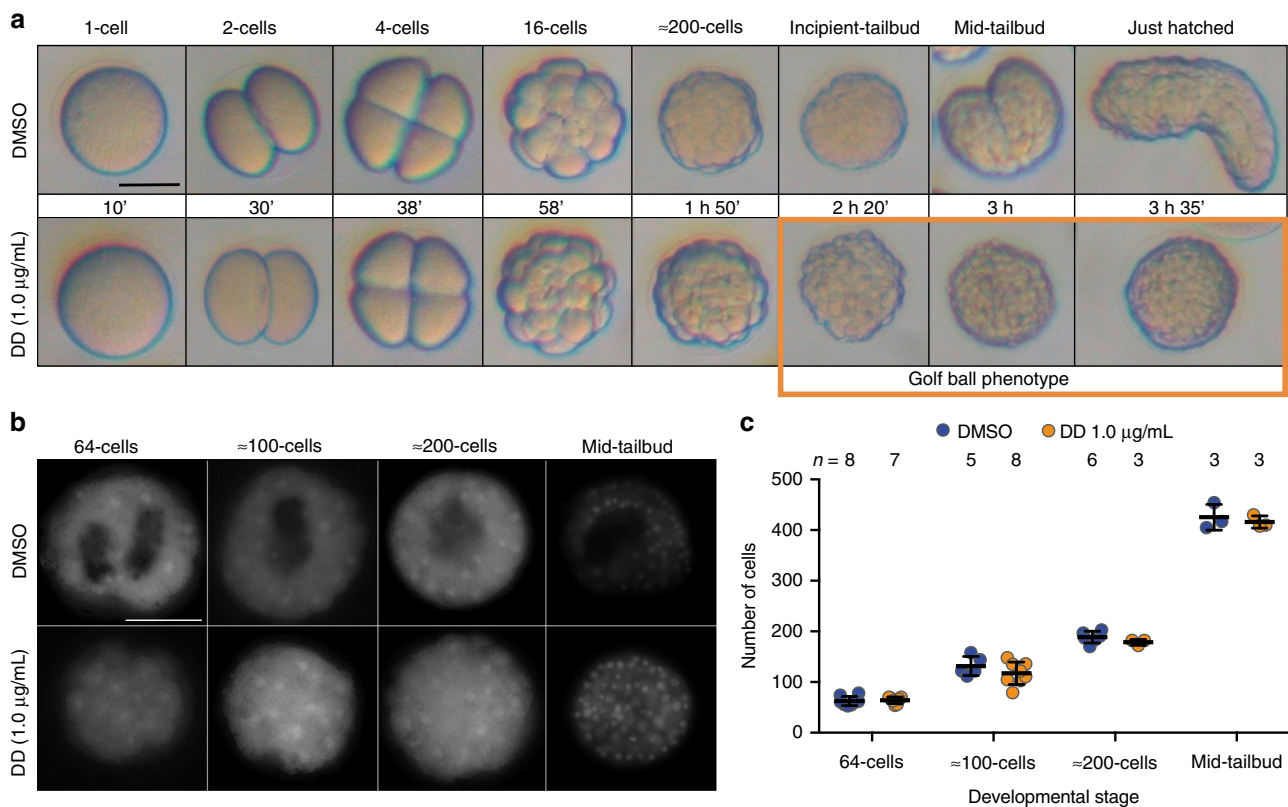 a
1-cell 2-cells 4-cells 16-cells ≈200-cells Incipient-tailbud Mid-tailbud Just hatched
DMSO
10’ 30’ 38’ 58’ 1 h 50’ 2 h 20’ 3 h 3 h 35’
DD (1.0 μg/mL)
Golf ball phenotype
b
64-cells ≈100-cells ≈200-cells Mid-tailbud
DMSO
DD (1.0 μg/mL)
c
DMSO DD 1.0 μg/mL
n = 8 7 5 8 6 3 3 3
Number of cells
500
400
300
200
100
0
64-cells ≈100-cells ≈200-cells Mid-tailbud
Developmental stage